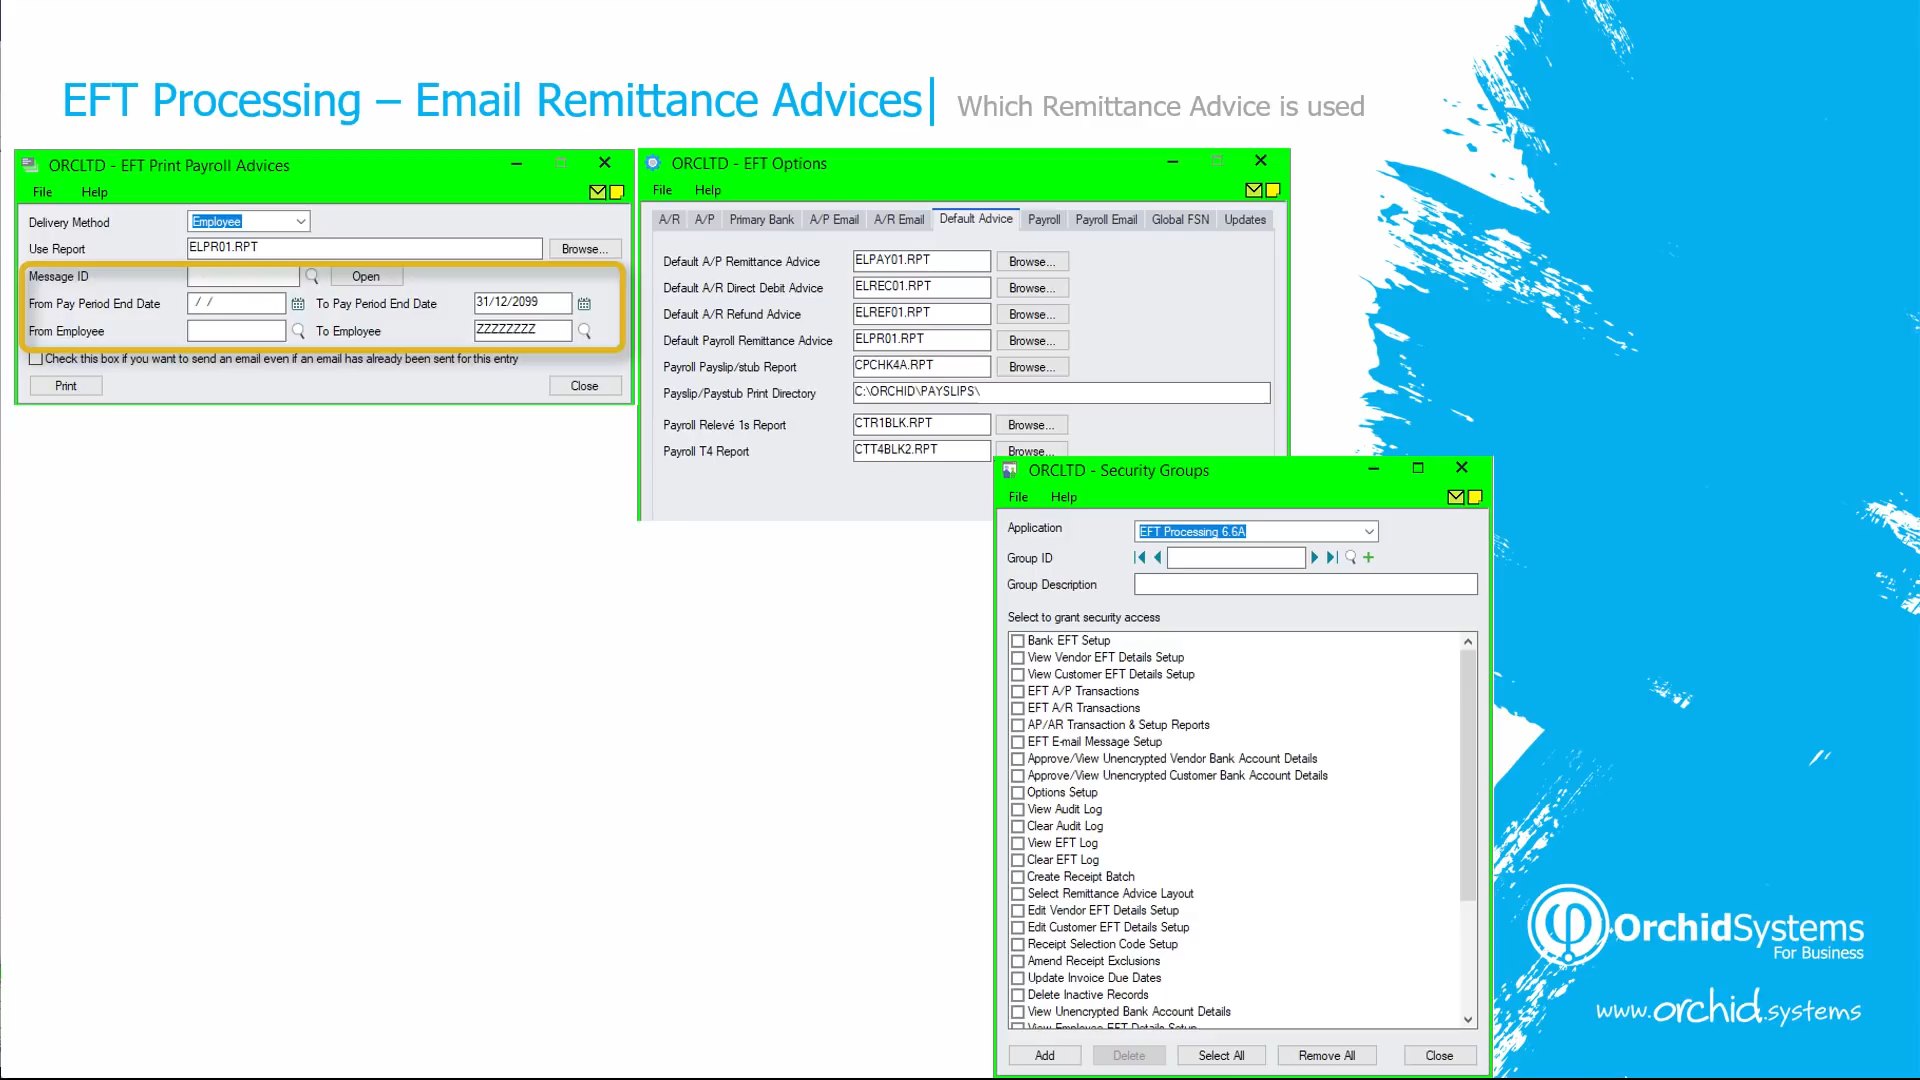 EFT Processing – Email Remittance Advices
Which Remittance Advice is used
ORCLTD - EFT Print Payroll Advices
File Help
Delivery Method Employee
Use Report ELPR01.RPT Browse...
Message ID Open
From Pay Period End Date / / To Pay Period End Date 31/12/2099
From Employee To Employee ZZZZZZZZ
Check this box if you want to send an email even if an email has already been sent for this entry
Print Close
ORCLTD - EFT Options
File Help
A/R A/P Primary Bank A/P Email A/R Email Default Advice Payroll Payroll Email Global FSN Updates
Default A/P Remittance Advice ELPAY01.RPT Browse...
Default A/R Direct Debit Advice ELREC01.RPT Browse...
Default A/R Refund Advice ELREF01.RPT Browse...
Default Payroll Remittance Advice ELPR01.RPT Browse...
Payroll Payslip/stub Report CPCHK4A.RPT Browse...
Payslip/Paystub Print Directory C:\ORCHID\PAYSLIPS\
Payroll Relevé 1s Report CTR1BLK.RPT Browse...
Payroll T4 Report CTT4BLK2.RPT Browse...
ORCLTD - Security Groups
File Help
Application EFT Processing 6.6A
Group ID
Group Description
Select to grant security access
Bank EFT Setup
View Vendor EFT Details Setup
View Customer EFT Details Setup
EFT A/P Transactions
EFT A/R Transactions
AP/AR Transaction & Setup Reports
EFT E-mail Message Setup
Approve/View Unencrypted Vendor Bank Account Details
Approve/View Unencrypted Customer Bank Account Details
Options Setup
View Audit Log
Clear Audit Log
View EFT Log
Clear EFT Log
Create Receipt Batch
Select Remittance Advice Layout
Edit Vendor EFT Details Setup
Edit Customer EFT Details Setup
Receipt Selection Code Setup
Amend Receipt Exclusions
Update Invoice Due Dates
Delete Inactive Records
View Unencrypted Bank Account Details
View Employee EFT Details Setup
Add Delete Select All Remove All Close
OrchidSystems
For Business
www.orchid.systems